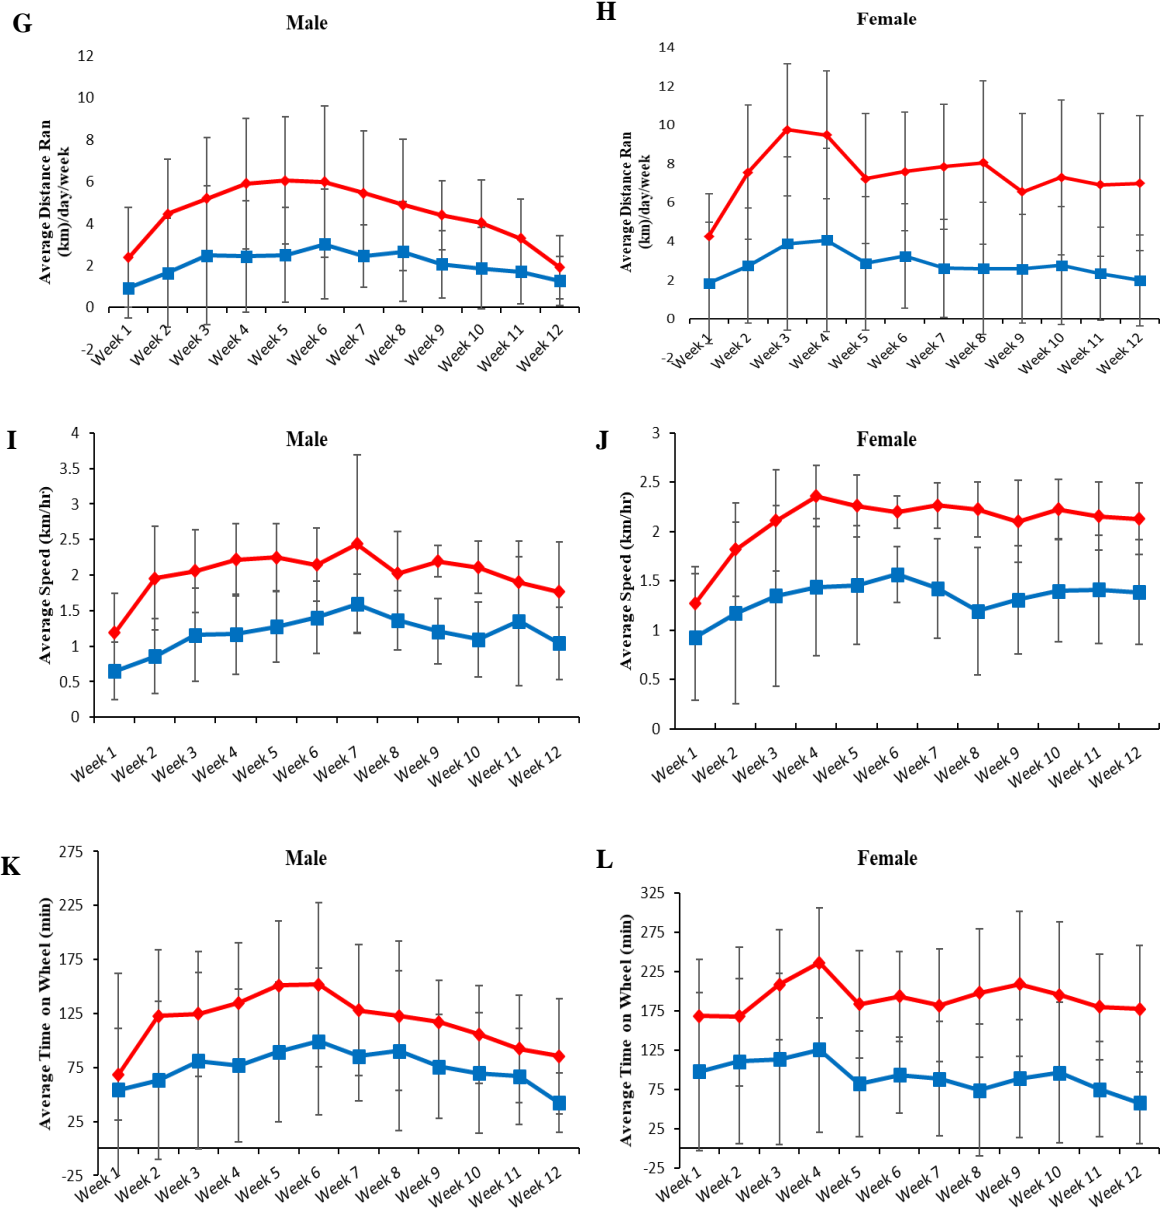 G
Male
Average Distance Ran
(km)/day/week
12
10
8
6
4
2
0
-2
Week 1
Week 2
Week 3
Week 4
Week 5
Week 6
Week 7
Week 8
Week 9
Week 10
Week 11
Week 12
H
Female
Average Distance Ran
(km)/day/week
14
12
10
8
6
4
2
0
-2
Week 1
Week 2
Week 3
Week 4
Week 5
Week 6
Week 7
Week 8
Week 9
Week 10
Week 11
Week 12
I
Male
Average Speed (km/hr)
4
3.5
3
2.5
2
1.5
1
0.5
0
Week 1
Week 2
Week 3
Week 4
Week 5
Week 6
Week 7
Week 8
Week 9
Week 10
Week 11
Week 12
J
Female
Average Speed (km/hr)
3
2.5
2
1.5
1
0.5
0
Week 1
Week 2
Week 3
Week 4
Week 5
Week 6
Week 7
Week 8
Week 9
Week 10
Week 11
Week 12
K
Male
Average Time on Wheel (min)
275
225
175
125
75
25
-25
Week 1
Week 2
Week 3
Week 4
Week 5
Week 6
Week 7
Week 8
Week 9
Week 10
Week 11
Week 12
L
Female
Average Time on Wheel (min)
325
275
225
175
125
75
25
-25
Week 1
Week 2
Week 3
Week 4
Week 5
Week 6
Week 7
Week 8
Week 9
Week 10
Week 11
Week 12